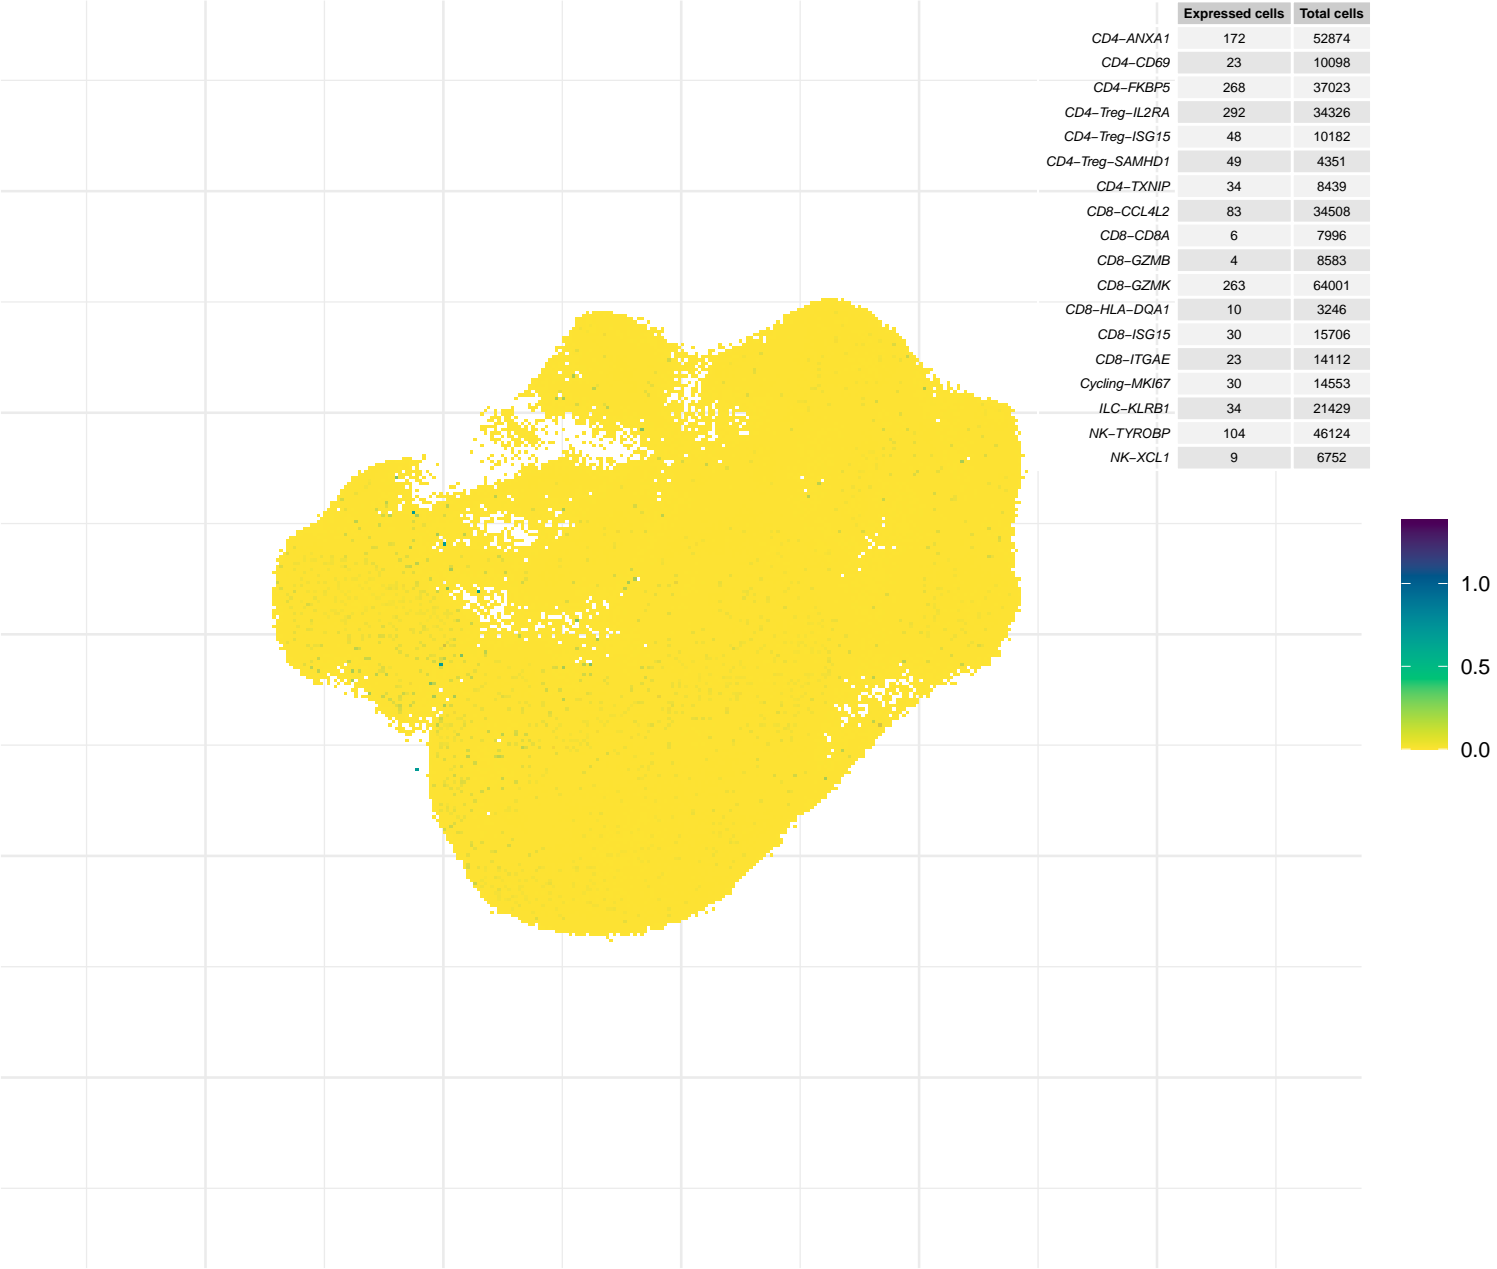 Expressed cells Total cells
CD4−ANXA1 172 52874
CD4−CD69 23 10098
CD4−FKBP5 268 37023
CD4−Treg−IL2RA 292 34326
CD4−Treg−ISG15 48 10182
CD4−Treg−SAMHD1 49 4351
CD4−TXNIP 34 8439
CD8−CCL4L2 83 34508
CD8−CD8A 6 7996
CD8−GZMB 4 8583
CD8−GZMK 263 64001
CD8−HLA−DQA1 10 3246
CD8−ISG15 30 15706
CD8−ITGAE 23 14112
Cycling−MKI67 30 14553
ILC−KLRB1 34 21429
NK−TYROBP 104 46124
NK−XCL1 9 6752
1.0
0.5
0.0